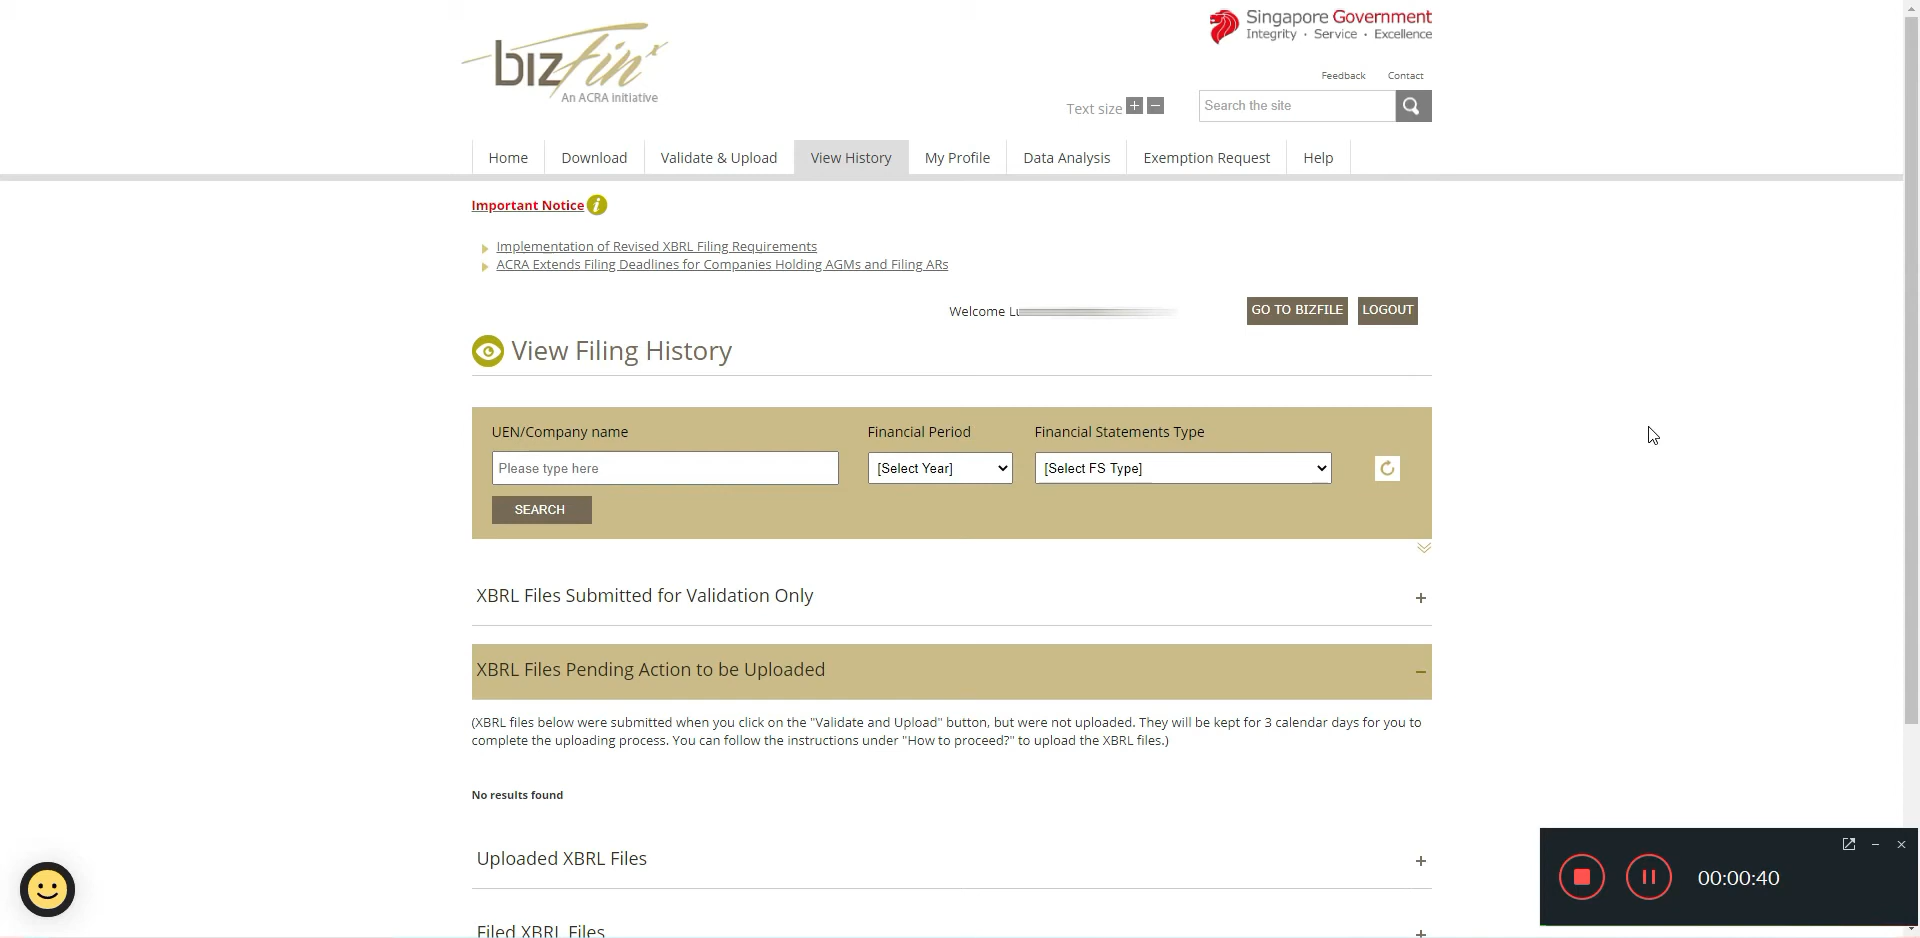 bizfin x
An ACRA initiative
Singapore Government
Integrity · Service · Excellence
Feedback Contact
Text size + −
Search the site
Home Download Validate & Upload View History My Profile Data Analysis Exemption Request Help
Important Notice i
Implementation of Revised XBRL Filing Requirements
ACRA Extends Filing Deadlines for Companies Holding AGMs and Filing ARs
Welcome
GO TO BIZFILE LOGOUT
View Filing History
UEN/Company name Financial Period Financial Statements Type
Please type here [Select Year] [Select FS Type]
SEARCH
XBRL Files Submitted for Validation Only +
XBRL Files Pending Action to be Uploaded −
(XBRL files below were submitted when you click on the "Validate and Upload" button, but were not uploaded. They will be kept for 3 calendar days for you to
complete the uploading process. You can follow the instructions under "How to proceed?" to upload the XBRL files.)
No results found
Uploaded XBRL Files +
Filed XBRL Files +
00:00:40